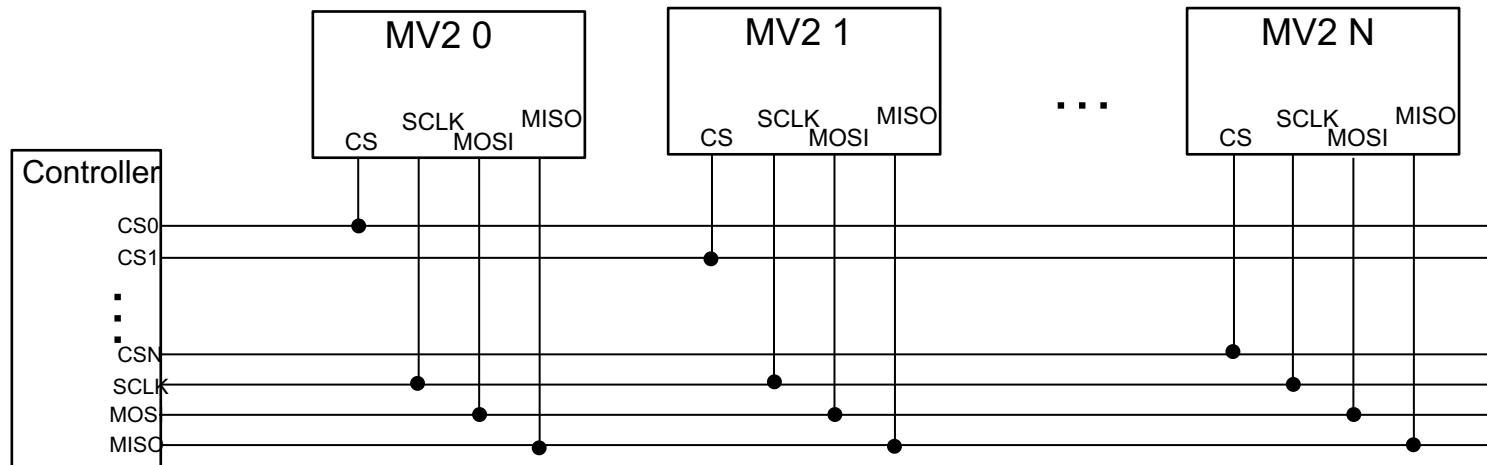 MV2 0
MV2 1
MV2 N
SCLK
MISO
CS
MOSI
SCLK
MISO
CS
MOSI
...
SCLK
MISO
CS
MOSI
Controller
CS0
CS1
CSN
SCLK
MOSI
MISO